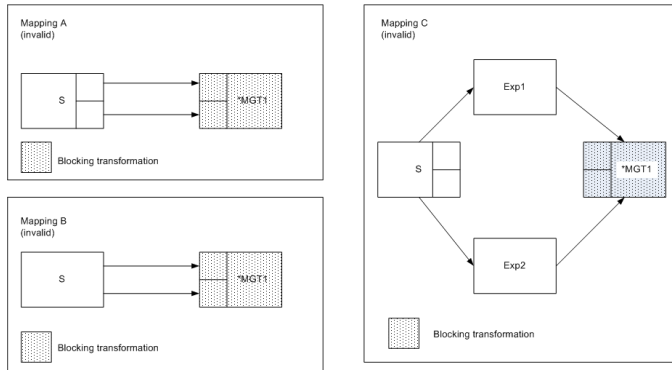 Mapping A
(invalid)
S
*MGT1
Blocking transformation
Mapping B
(invalid)
S
*MGT1
Blocking transformation
Mapping C
(invalid)
Exp1
S
*MGT1
Exp2
Blocking transformation